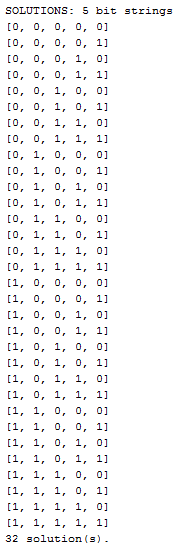 SOLUTIONS: 5 bit strings
[0, 0, 0, 0, 0]
[0, 0, 0, 0, 1]
[0, 0, 0, 1, 0]
[0, 0, 0, 1, 1]
[0, 0, 1, 0, 0]
[0, 0, 1, 0, 1]
[0, 0, 1, 1, 0]
[0, 0, 1, 1, 1]
[0, 1, 0, 0, 0]
[0, 1, 0, 0, 1]
[0, 1, 0, 1, 0]
[0, 1, 0, 1, 1]
[0, 1, 1, 0, 0]
[0, 1, 1, 0, 1]
[0, 1, 1, 1, 0]
[0, 1, 1, 1, 1]
[1, 0, 0, 0, 0]
[1, 0, 0, 0, 1]
[1, 0, 0, 1, 0]
[1, 0, 0, 1, 1]
[1, 0, 1, 0, 0]
[1, 0, 1, 0, 1]
[1, 0, 1, 1, 0]
[1, 0, 1, 1, 1]
[1, 1, 0, 0, 0]
[1, 1, 0, 0, 1]
[1, 1, 0, 1, 0]
[1, 1, 0, 1, 1]
[1, 1, 1, 0, 0]
[1, 1, 1, 0, 1]
[1, 1, 1, 1, 0]
[1, 1, 1, 1, 1]
32 solution(s).